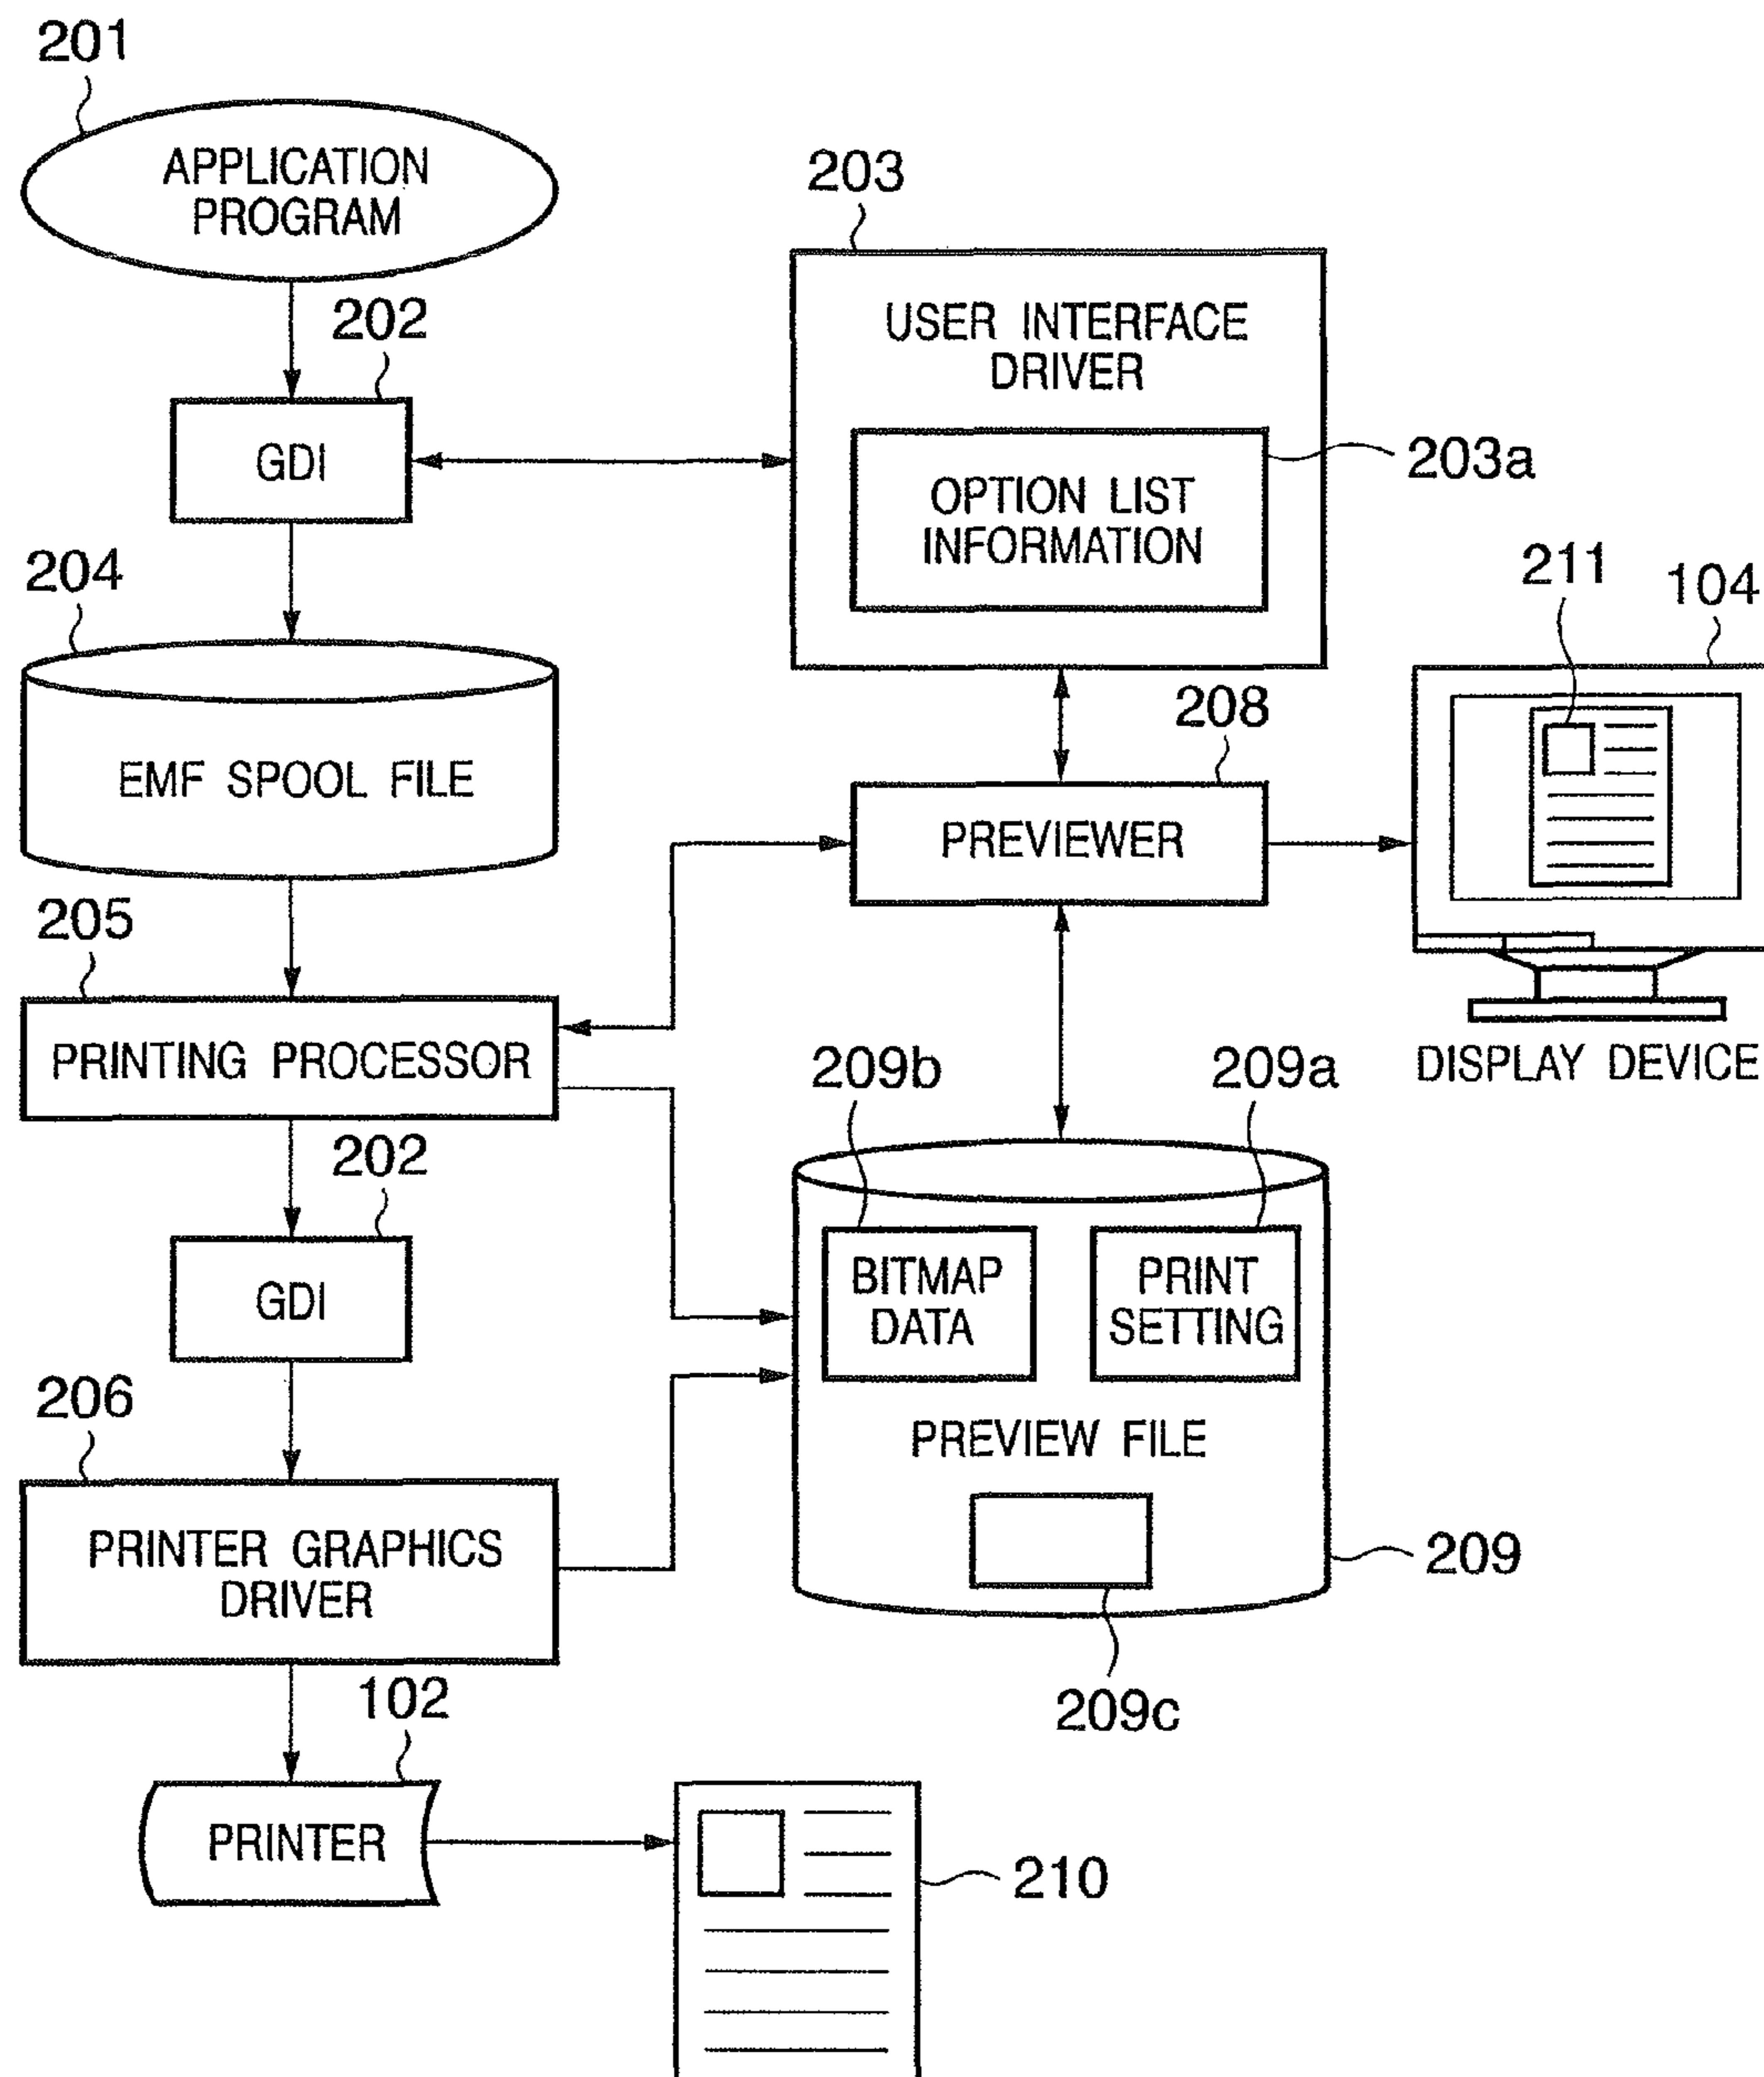 201
APPLICATION
PROGRAM
202
GDI
203
USER INTERFACE
DRIVER
203a
OPTION LIST
INFORMATION
204
EMF SPOOL FILE
211
104
208
PREVIEWER
DISPLAY DEVICE
205
PRINTING PROCESSOR
202
GDI
209b
209a
BITMAP
DATA
PRINT
SETTING
PREVIEW FILE
209
209c
206
PRINTER GRAPHICS
DRIVER
102
PRINTER
210